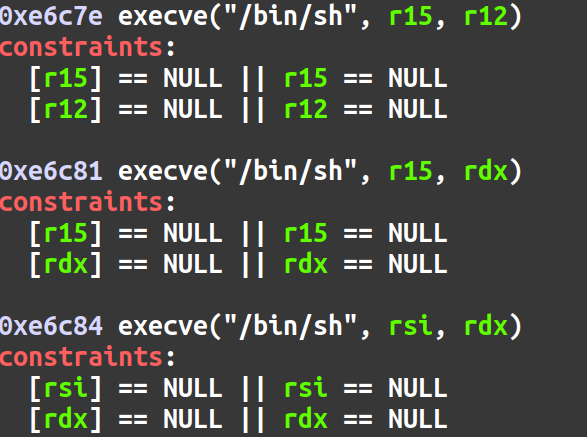 0xe6c7e execve("/bin/sh", r15, r12)
constraints:
  [r15] == NULL || r15 == NULL
  [r12] == NULL || r12 == NULL

0xe6c81 execve("/bin/sh", r15, rdx)
constraints:
  [r15] == NULL || r15 == NULL
  [rdx] == NULL || rdx == NULL

0xe6c84 execve("/bin/sh", rsi, rdx)
constraints:
  [rsi] == NULL || rsi == NULL
  [rdx] == NULL || rdx == NULL